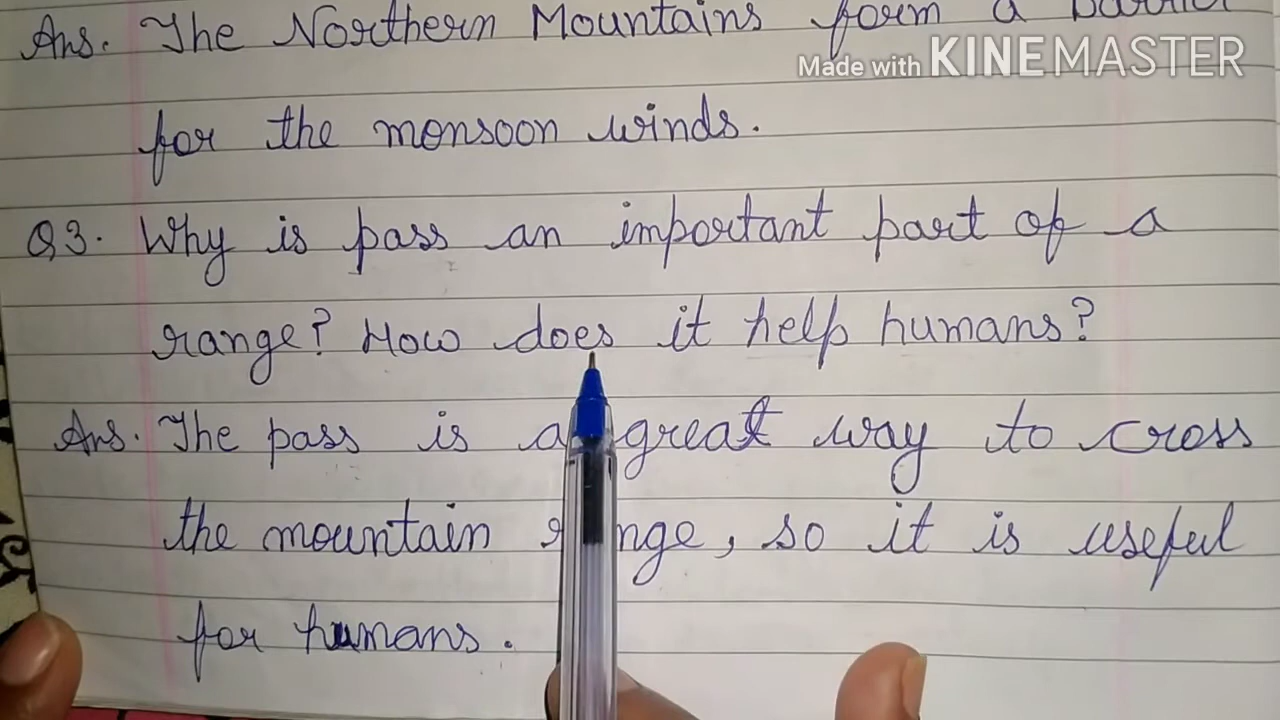 Ans. The Northern Mountains form a
Made with KINEMASTER
for the monsoon winds.
Q3. Why is pass an important part of a
range? How does it help humans?
Ans. The pass is a great way to cross
the mountain range, so it is useful
for humans.